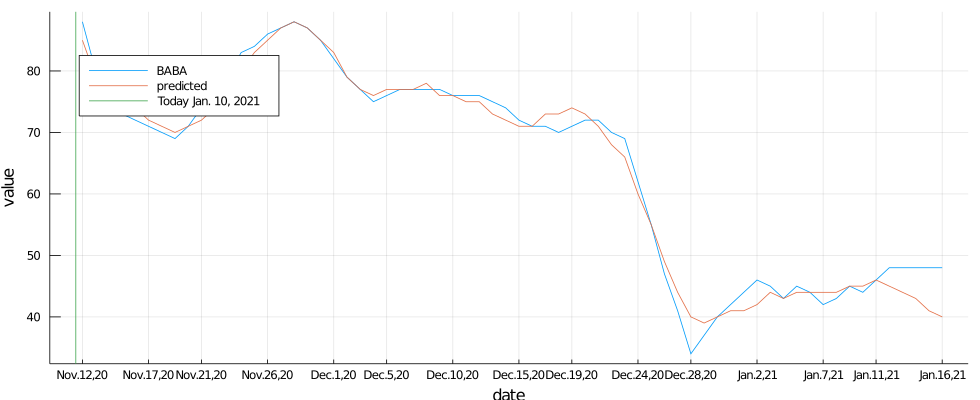 BABA
predicted
Today Jan. 10, 2021
80
70
60
50
40
value
Nov.12,20 Nov.17,20 Nov.21,20 Nov.26,20 Dec.1,20 Dec.5,20 Dec.10,20 Dec.15,20 Dec.19,20 Dec.24,20 Dec.28,20 Jan.2,21 Jan.7,21 Jan.11,21 Jan.16,21
date